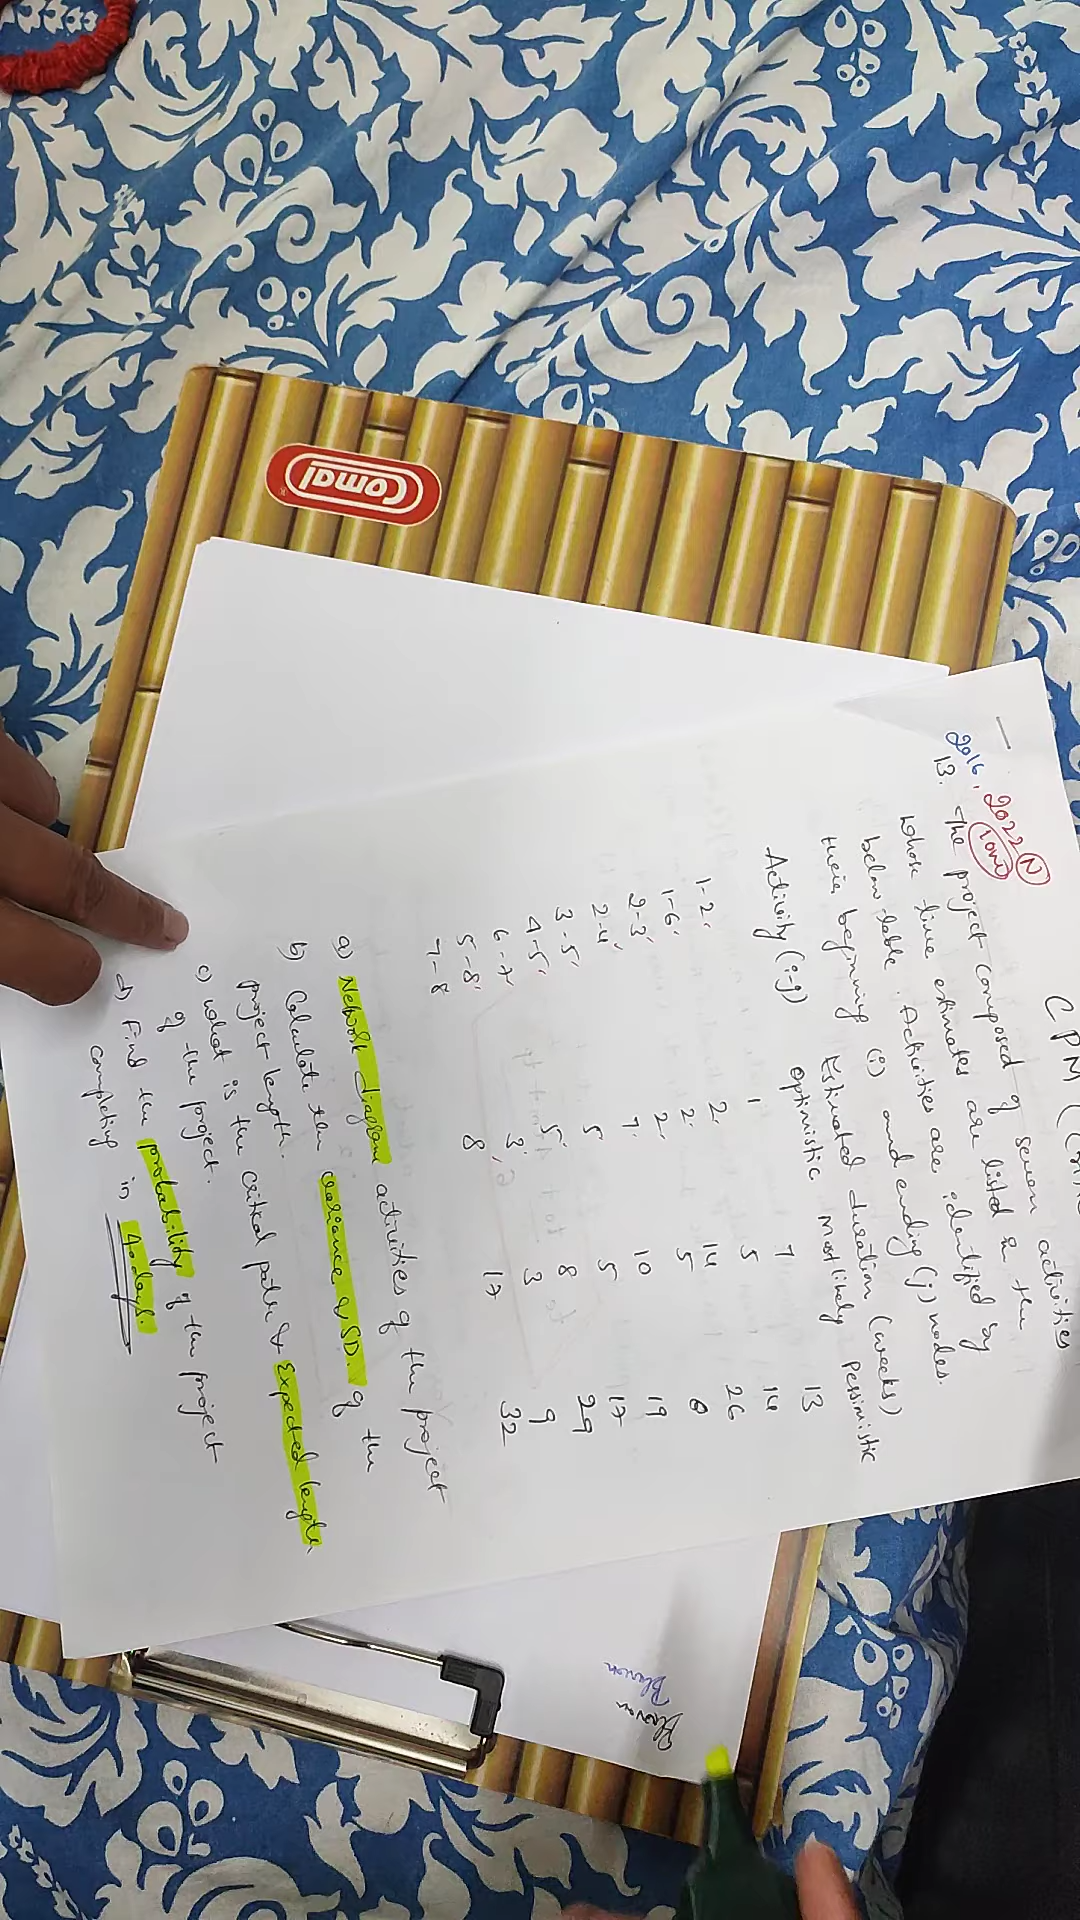 CPM (
2016, 2022 (N)
13. The project composed of seven activities
whose time estimates are listed in the
below table. Activities are identified by
their beginning (i) and ending (j) nodes.
Activity (i-j) Estimated duration (weeks)
optimistic most likely Pessimistic
1-2 1 7 13
1-6 2 5 14
2-3 2 14 26
2-4 2 5 8
3-5 7 10 19
4-5 5 5 17
6-7 5 8 29
5-8 3 3 9
7-8 8 17 32
a) Network diagram activities of the project
b) Calculate the variance & SD. of the
project length.
c) what is the critical path & Expected length
of the project.
d) Find the probability of the project
completing in 40 days.
Comal